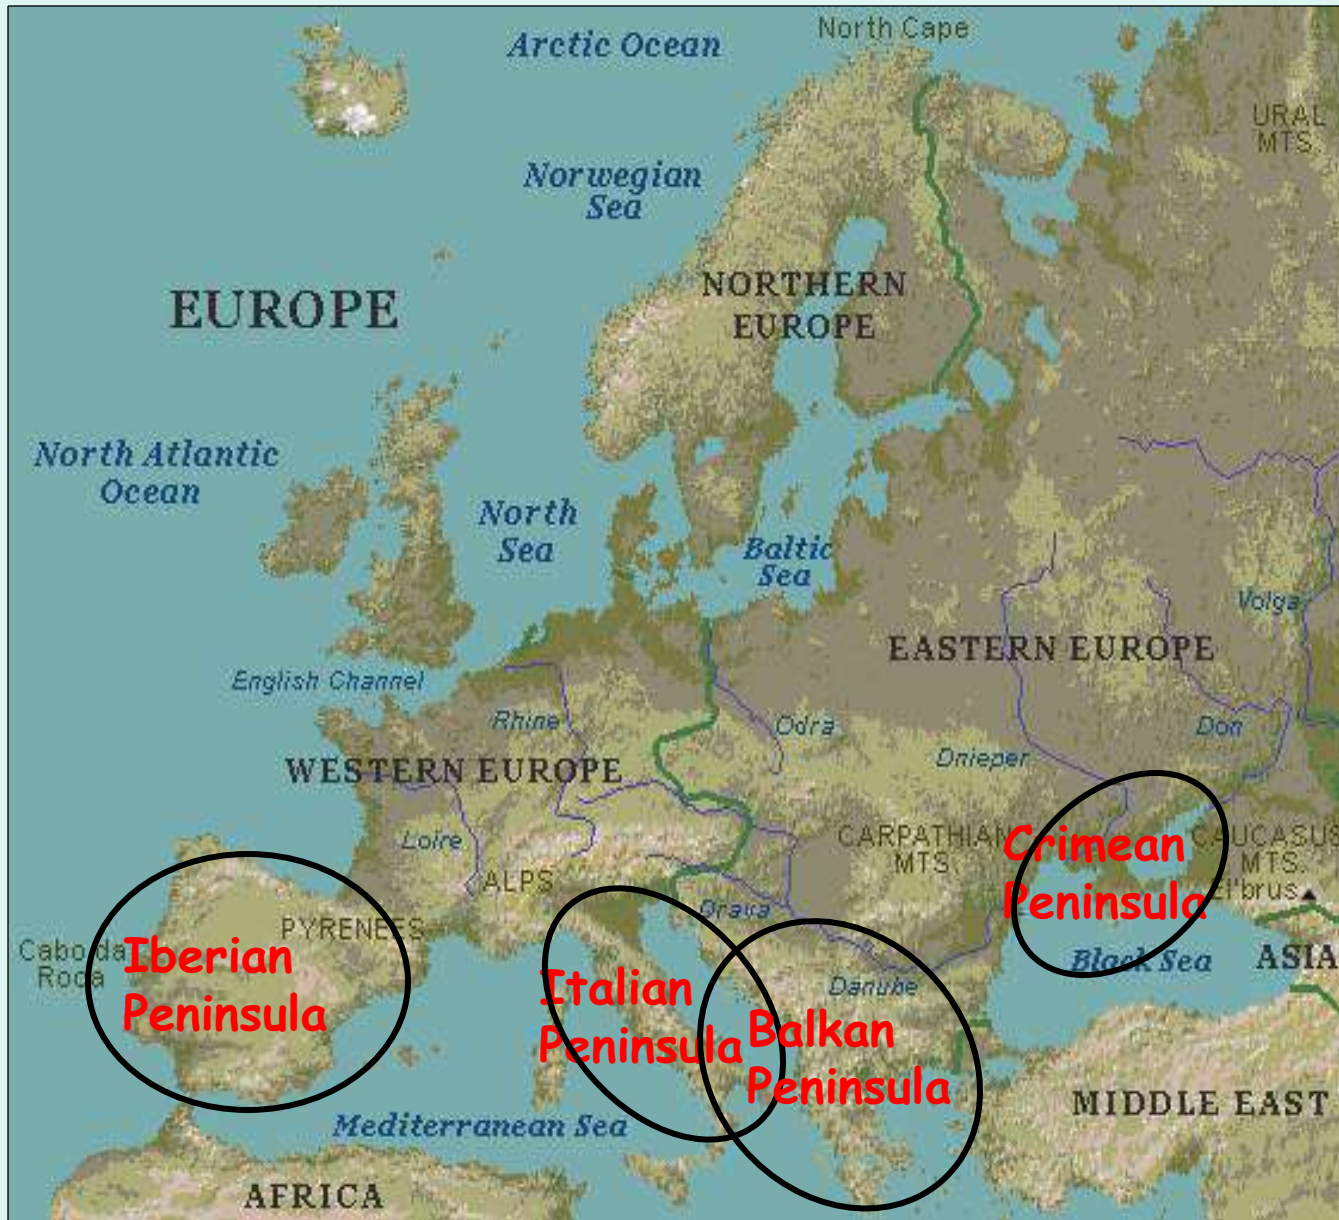 North Cape
Arctic Ocean
URAL
MTS.
Norwegian
Sea
NORTHERN
EUROPE
EUROPE
North Atlantic
Ocean
North
Sea
Baltic
Sea
Volga
EASTERN EUROPE
English Channel
Rhine
Odra
Don
Dnieper
WESTERN EUROPE
Loire
CARPATHIAN
MTS.
CAUCASUS
MTS.
El'brus
Crimean
Peninsula
ALPS
Drava
PYRENEES
Cabo da
Roca
Iberian
Peninsula
Black Sea
ASIA
Italian
Peninsula
Danube
Balkan
Peninsula
MIDDLE EAST
Mediterranean Sea
AFRICA